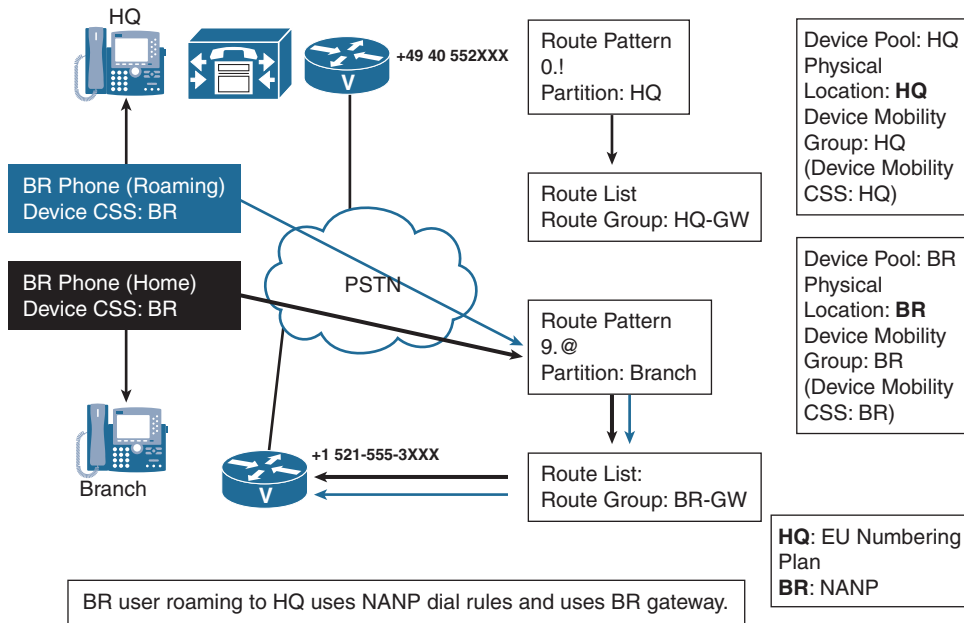 HQ
+49 40 552XXX
V
BR Phone (Roaming)
Device CSS: BR
BR Phone (Home)
Device CSS: BR
PSTN
Branch
+1 521-555-3XXX
V
Route Pattern
0.!
Partition: HQ
Route List
Route Group: HQ-GW
Route Pattern
9.@
Partition: Branch
Route List:
Route Group: BR-GW
Device Pool: HQ
Physical
Location: HQ
Device Mobility
Group: HQ
(Device Mobility
CSS: HQ)
Device Pool: BR
Physical
Location: BR
Device Mobility
Group: BR
(Device Mobility
CSS: BR)
HQ: EU Numbering
Plan
BR: NANP
BR user roaming to HQ uses NANP dial rules and uses BR gateway.